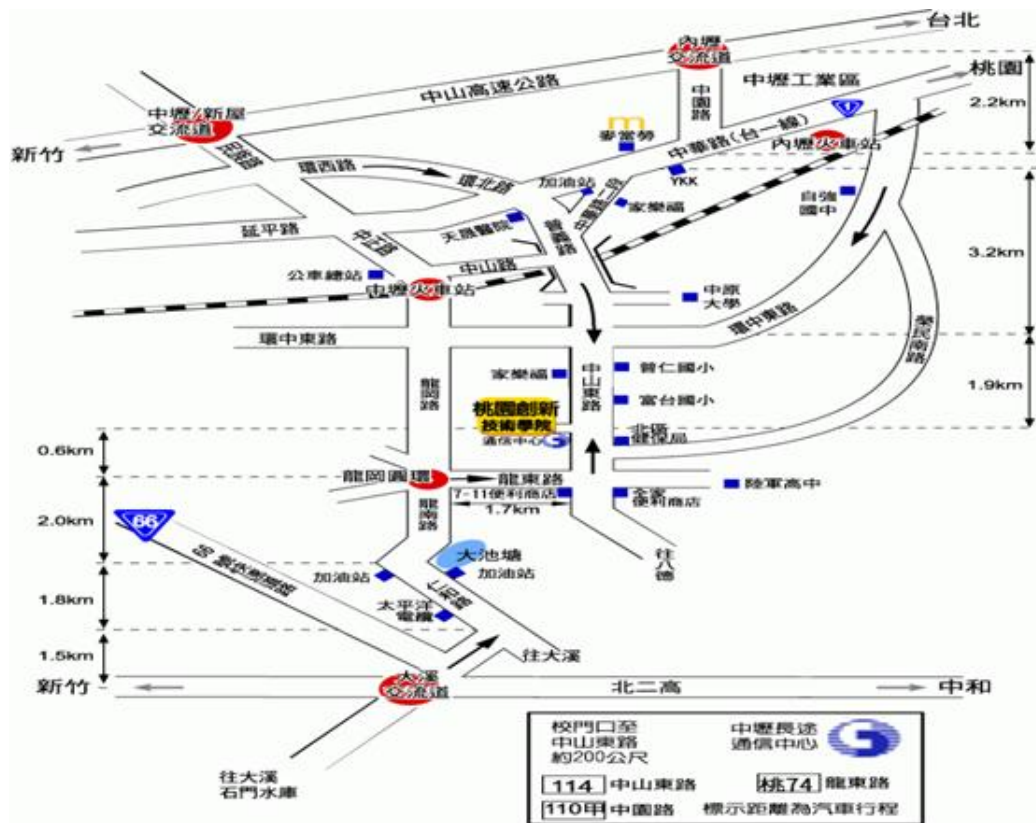 台北
內壢
交流道
桃園
中壢工業區
中山高速公路
2.2km
中園路
1
中壢/新屋
交流道
麥當勞
中華路(台一線)
內壢火車站
新竹
民族路
環西路
環北路
加油站
YKK
中華路二段
家樂福
自強
國中
延平路
天晟醫院
普義路
3.2km
中正路
中山路
公車總站
中壢火車站
中原
大學
環中東路
環中東路
龍岡路
家樂福
中山東路
普仁國小
1.9km
桃園創新
技術學院
富台國小
北區
健保局
通信中心
0.6km
龍岡圓環
龍東路
陸軍高中
7-11便利商店
全家
便利商店
1.7km
66
2.0km
龍南路
大池塘
往八德
加油站
加油站
1.8km
太平洋
電纜
1.5km
往大溪
新竹
大溪
交流道
北二高
中和
往大溪
石門水庫
校門口至
中山東路
約200公尺
中壢長途
通信中心
114 中山東路
桃74 龍東路
110甲 中園路
標示距離為汽車行程